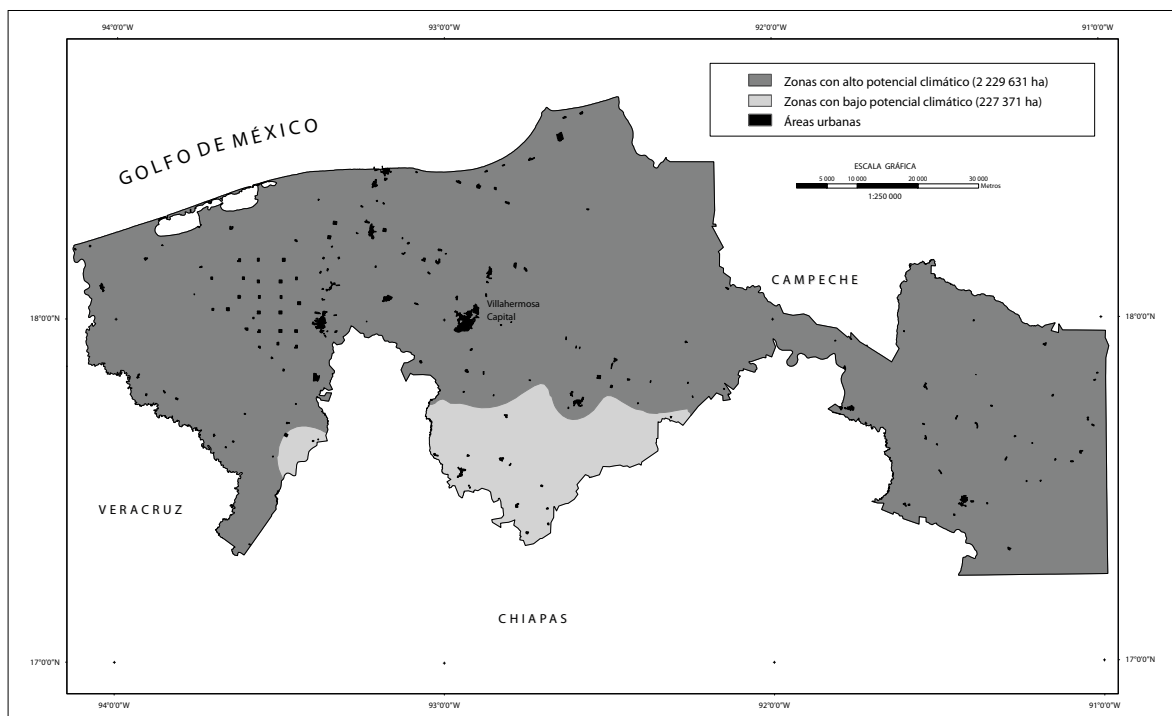 94°0'0"W 93°0'0"W 92°0'0"W 91°0'0"W
Zonas con alto potencial climático (2 229 631 ha)
Zonas con bajo potencial climático (227 371 ha)
Áreas urbanas
GOLFO DE MÉXICO
ESCALA GRÁFICA
5 000 10 000 20 000 30 000
Metros
1:250 000
CAMPECHE
Villahermosa
Capital
18°0'0"N 18°0'0"N
VERACRUZ
CHIAPAS
17°0'0"N 17°0'0"N
94°0'0"W 93°0'0"W 92°0'0"W 91°0'0"W